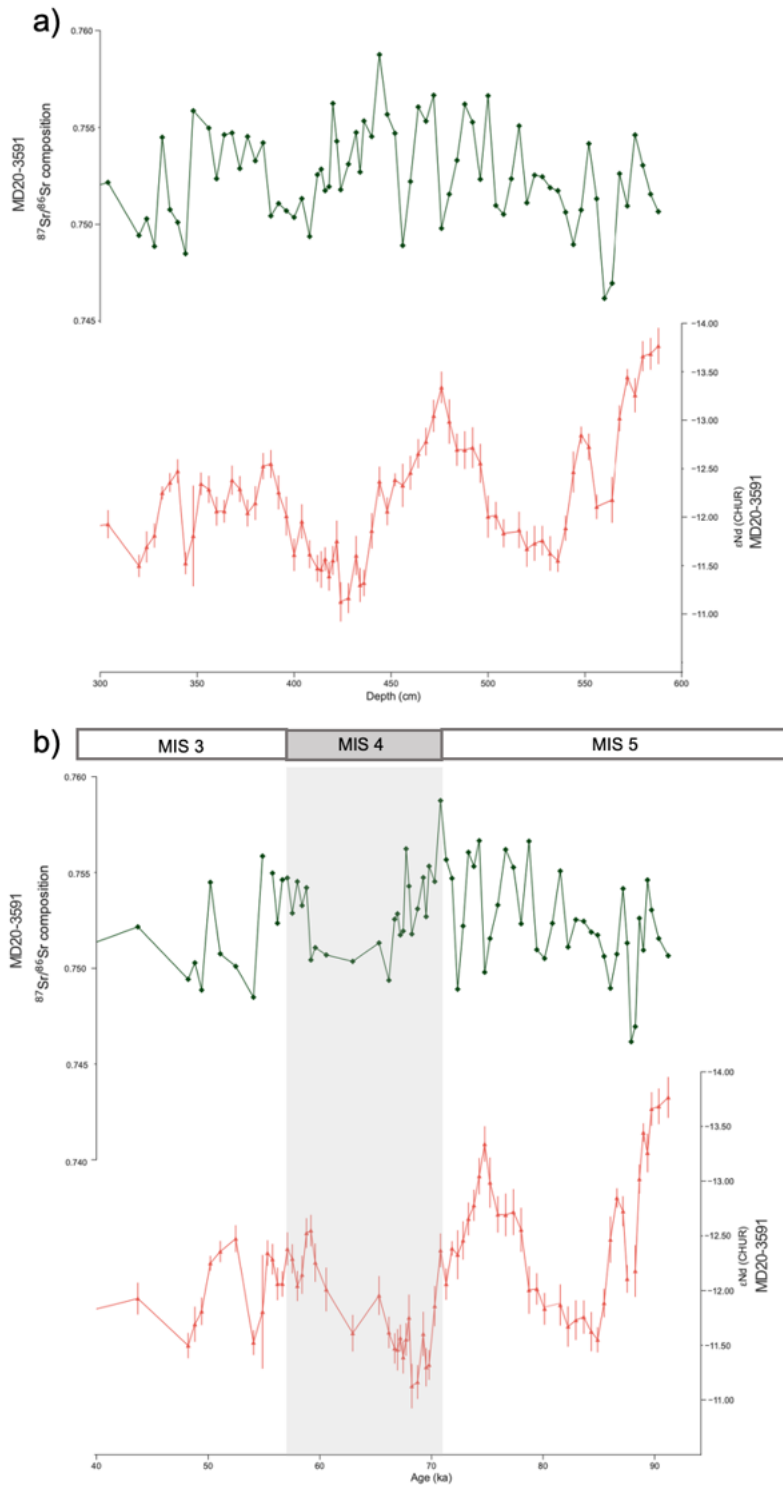 a)
0.760
0.755
0.750
0.745
MD20-3591
87Sr/86Sr composition
−14.00
−13.50
−13.00
−12.50
−12.00
−11.50
−11.00
εNd (CHUR)
MD20-3591
300
350
400
450
500
550
600
Depth (cm)
b)
MIS 3
MIS 4
MIS 5
0.760
0.755
0.750
0.745
0.740
MD20-3591
87Sr/86Sr composition
−14.00
−13.50
−13.00
−12.50
−12.00
−11.50
−11.00
εNd (CHUR)
MD20-3591
40
50
60
70
80
90
Age (ka)